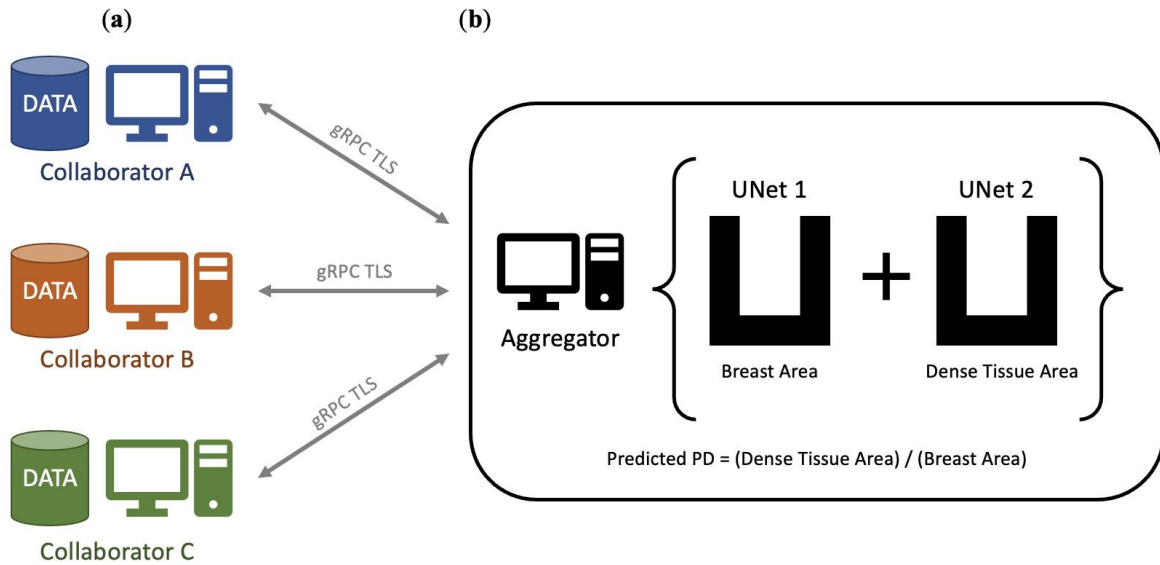 (a)
(b)
DATA
Collaborator A
gRPC TLS
DATA
Collaborator B
gRPC TLS
DATA
Collaborator C
gRPC TLS
Aggregator
UNet 1
UNet 2
+
Breast Area
Dense Tissue Area
Predicted PD = (Dense Tissue Area) / (Breast Area)